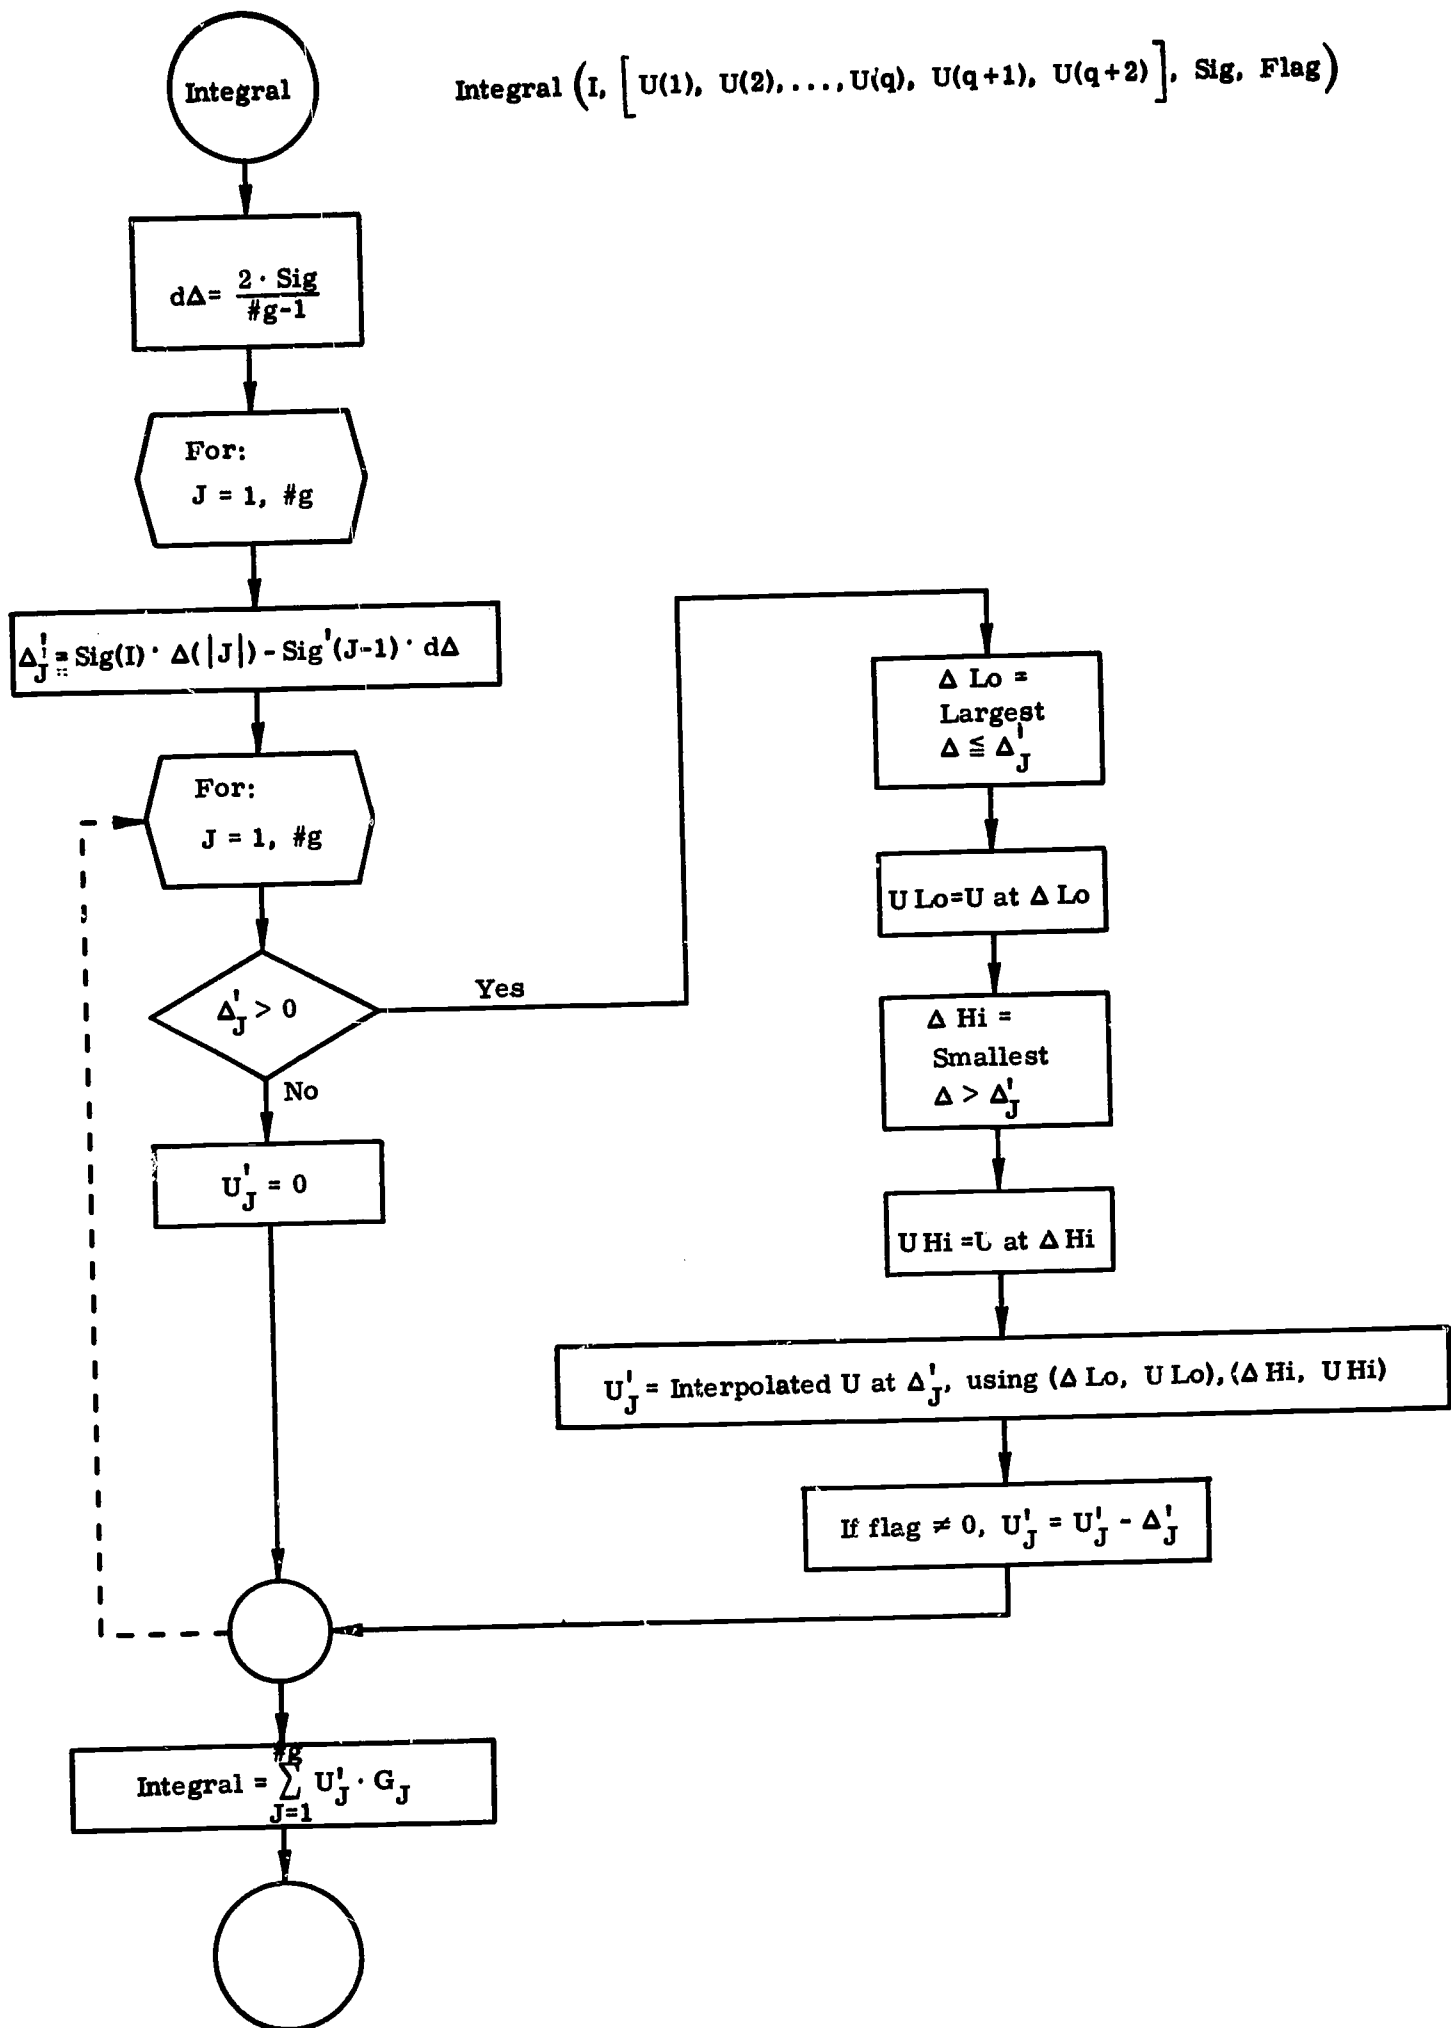 Integral
Integral (I, [U(1), U(2),..., U(q), U(q+1), U(q+2)], Sig, Flag)
dΔ= 2 · Sig
#g-1
For:
J = 1, #g
Δ'J = Sig(I) · Δ(|J|) - Sig'(J-1) · dΔ
For:
J = 1, #g
Δ'J > 0
Yes
No
U'J = 0
Δ Lo =
Largest
Δ ≦ Δ'J
U Lo=U at Δ Lo
Δ Hi =
Smallest
Δ > Δ'J
U Hi =U at Δ Hi
U'J = Interpolated U at Δ'J, using (Δ Lo, U Lo), (Δ Hi, U Hi)
If flag ≠ 0, U'J = U'J - Δ'J
#g
Integral = Σ U'J · GJ
J=1